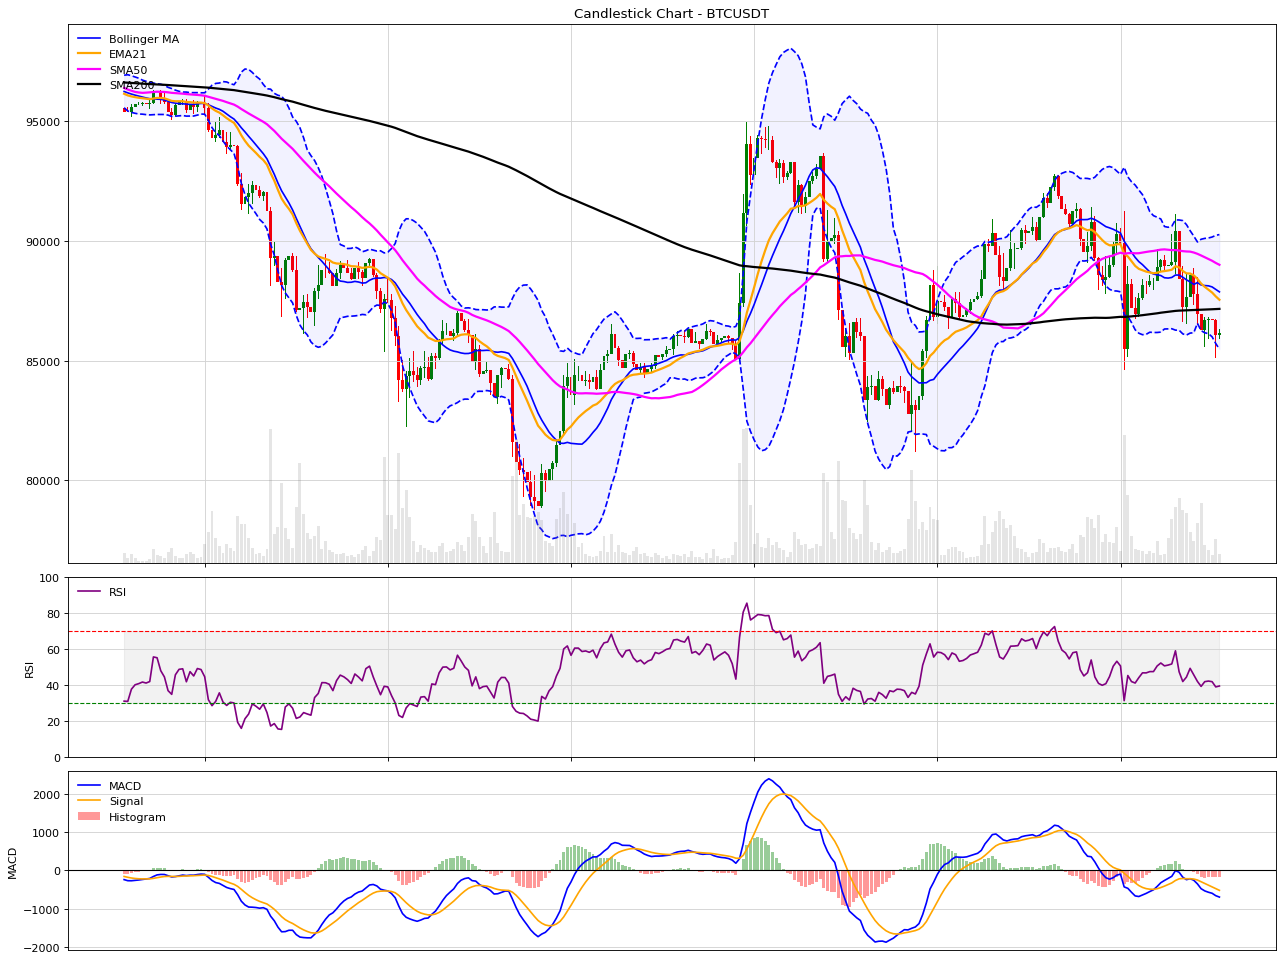 Candlestick Chart - BTCUSDT
Bollinger MA
EMA21
SMA50
SMA200
95000
90000
85000
80000
RSI
100
80
60
40
20
0
RSI
MACD
Signal
Histogram
2000
1000
0
−1000
−2000
MACD